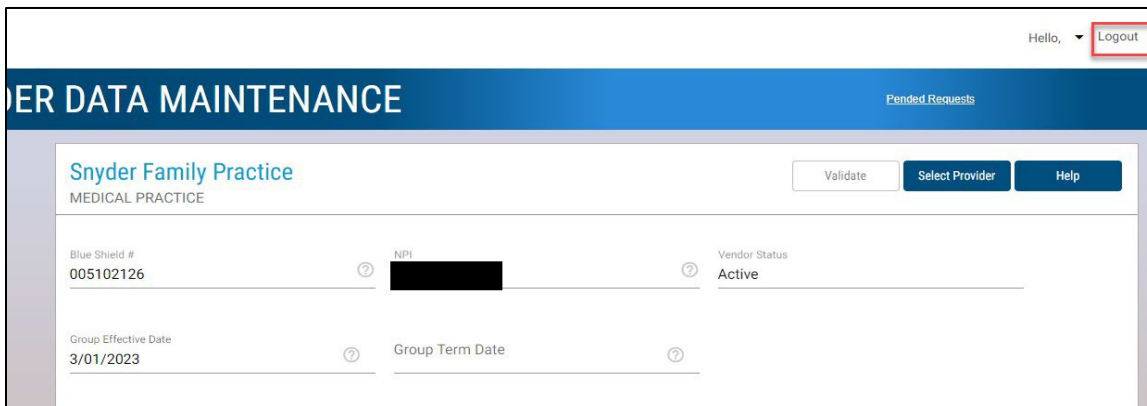 Hello, Logout
DER DATA MAINTENANCE
Pended Requests
Snyder Family Practice
MEDICAL PRACTICE
Validate
Select Provider
Help
Blue Shield #
005102126
NPI
Vendor Status
Active
Group Effective Date
3/01/2023
Group Term Date